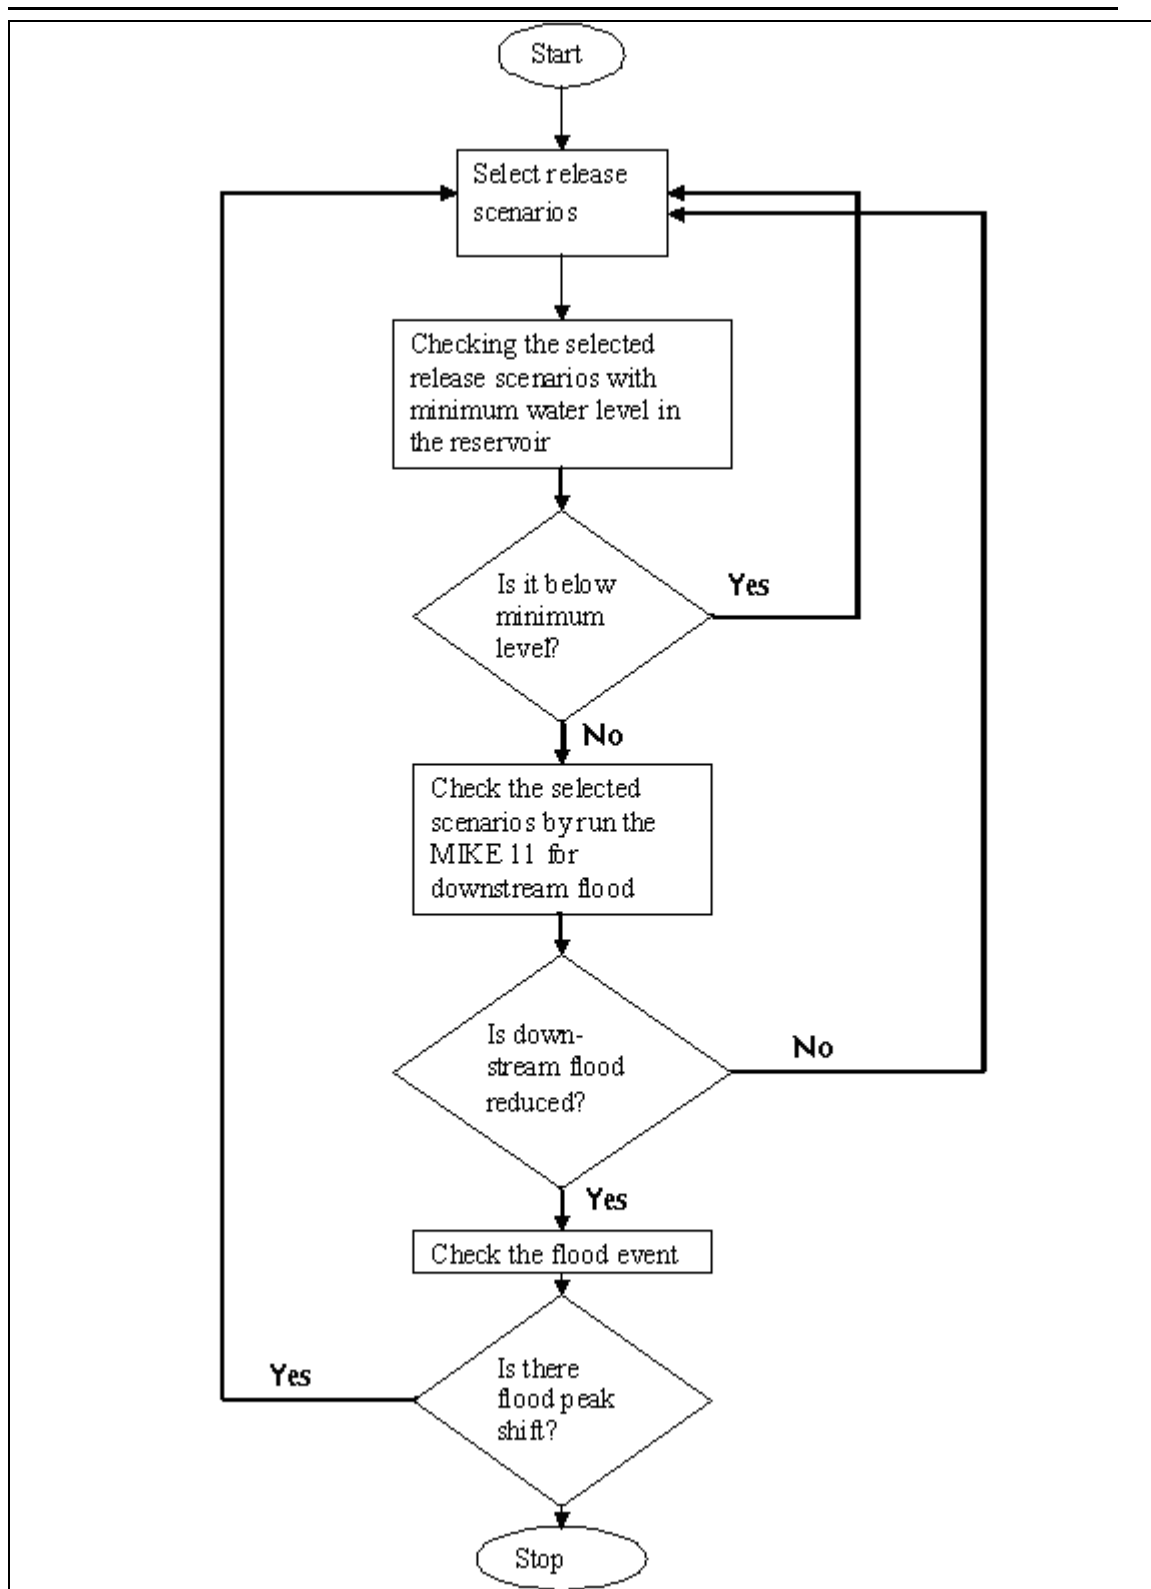 Start
Select release
scenarios
Checking the selected
release scenarios with
minimum water level in
the reservoir
Is it below
minimum
level?
Yes
No
Check the selected
scenarios by run the
MIKE 11 for
downstream flood
Is down-
stream flood
reduced?
No
Yes
Check the flood event
Is there
flood peak
shift?
Yes
Stop